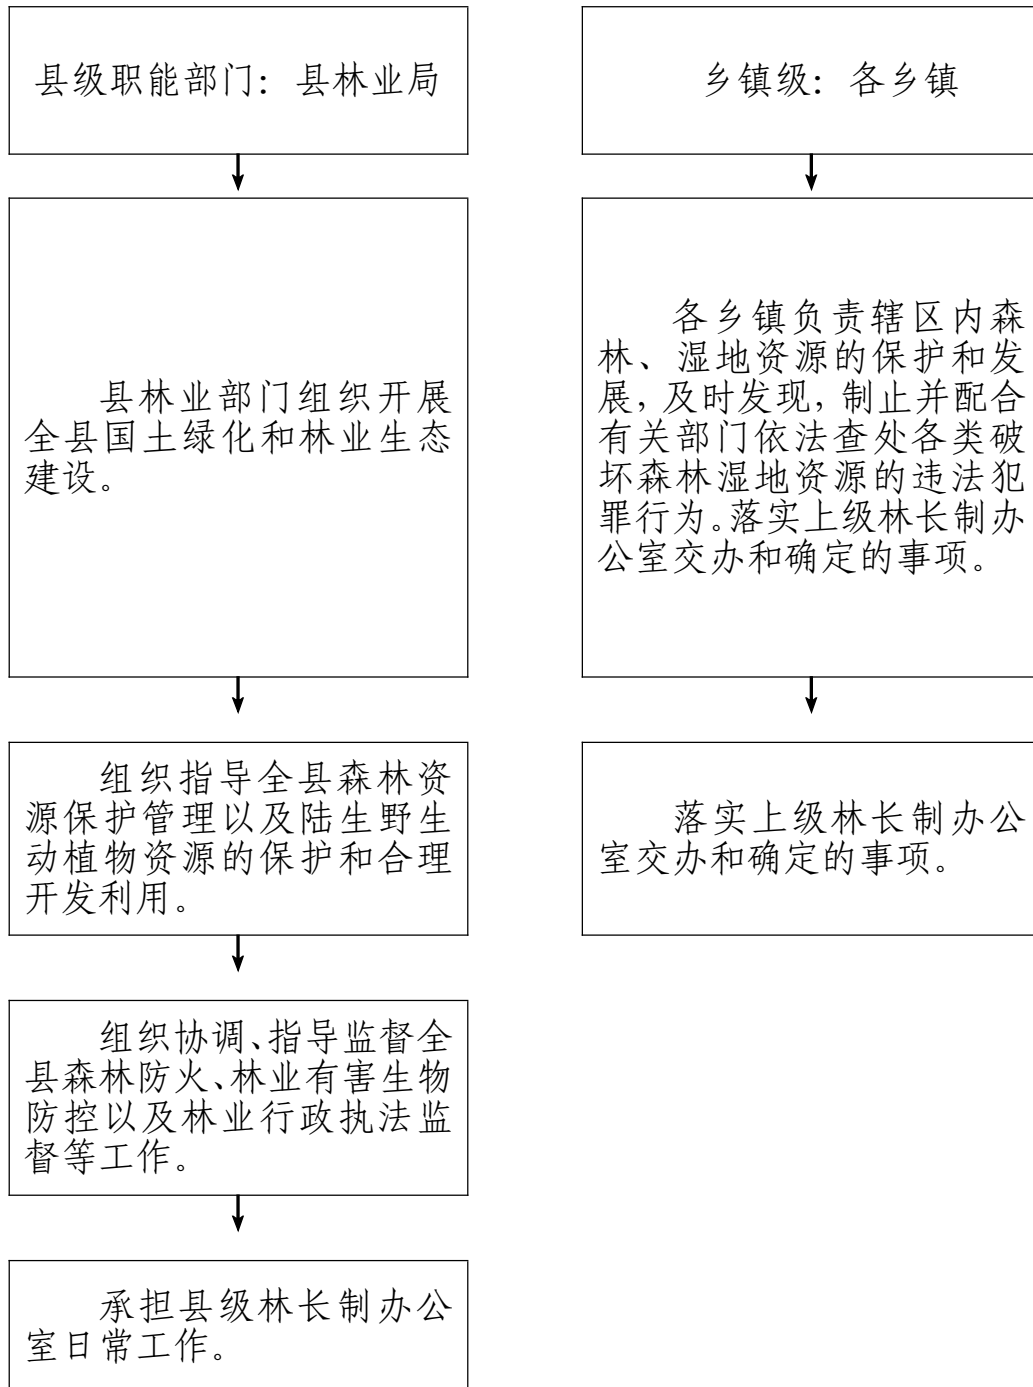 县级职能部门：县林业局
县林业部门组织开展
全县国土绿化和林业生态
建设。
组织指导全县森林资
源保护管理以及陆生野生
动植物资源的保护和合理
开发利用。
组织协调、指导监督全
县森林防火、林业有害生物
防控以及林业行政执法监
督等工作。
承担县级林长制办公
室日常工作。
乡镇级：各乡镇
各乡镇负责辖区内森
林、湿地资源的保护和发
展，及时发现，制止并配合
有关部门依法查处各类破
坏森林湿地资源的违法犯
罪行为。落实上级林长制办
公室交办和确定的事项。
落实上级林长制办公
室交办和确定的事项。